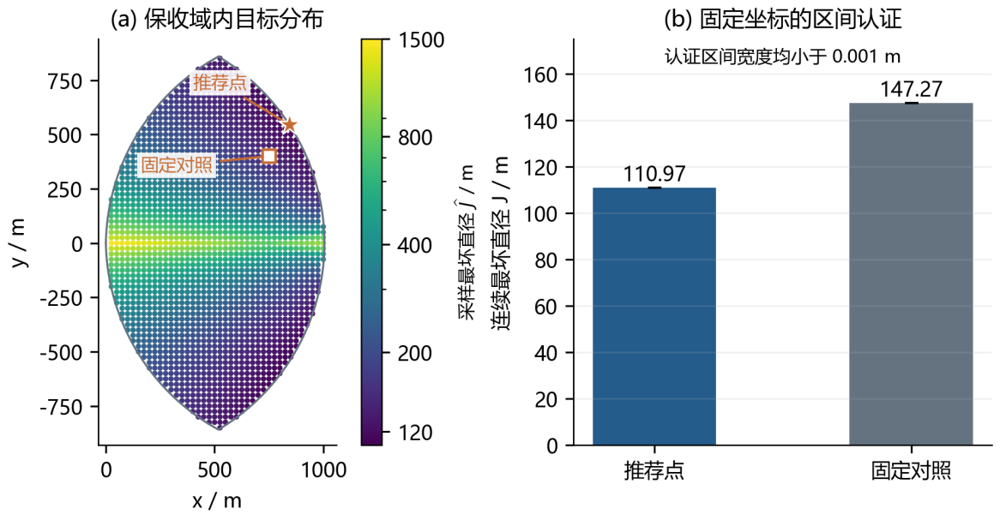 (a) 保收域内目标分布
750
500
250
0
-250
-500
-750
y / m
0
500
1000
x / m
推荐点
固定对照
1500
800
400
200
120
采样最坏直径 Ĵ / m
(b) 固定坐标的区间认证
认证区间宽度均小于 0.001 m
160
140
120
100
80
60
40
20
0
连续最坏直径 J / m
110.97
147.27
推荐点
固定对照